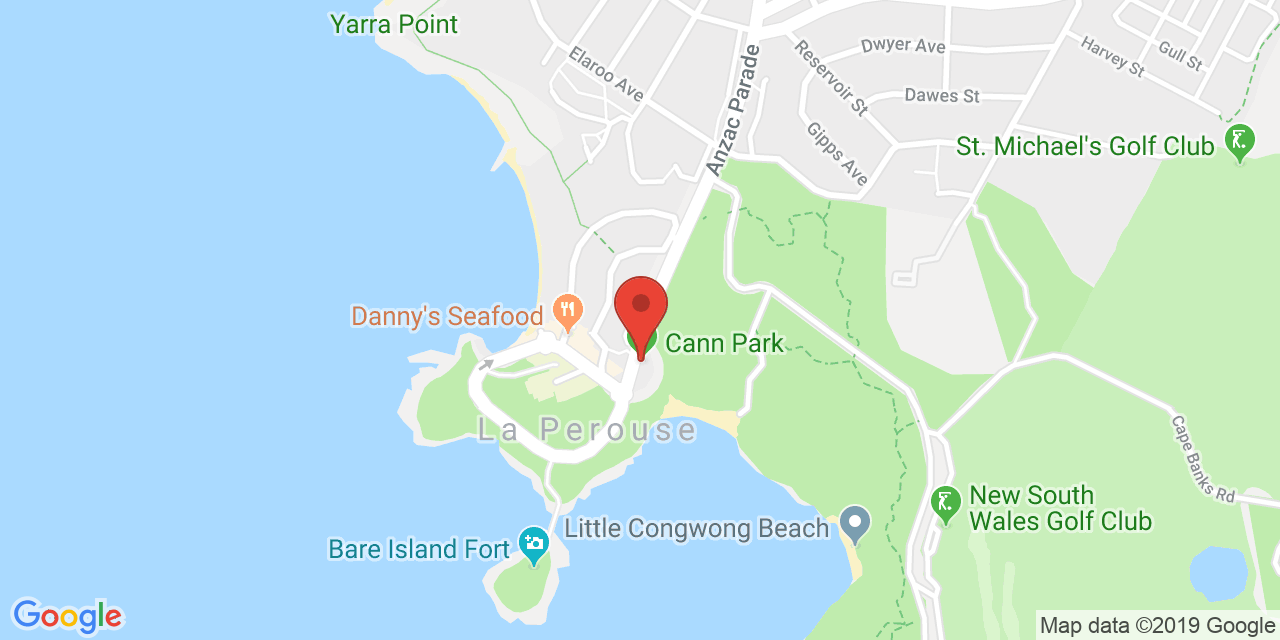 Yarra Point
Elaroo Ave
Anzac Parade
Reservoir St
Dwyer Ave
Dawes St
Gipps Ave
Harvey St
Gull St
St. Michael's Golf Club
Danny's Seafood
Cann Park
La Perouse
Cape Banks Rd
New South
Wales Golf Club
Little Congwong Beach
Bare Island Fort
Google
Map data ©2019 Google